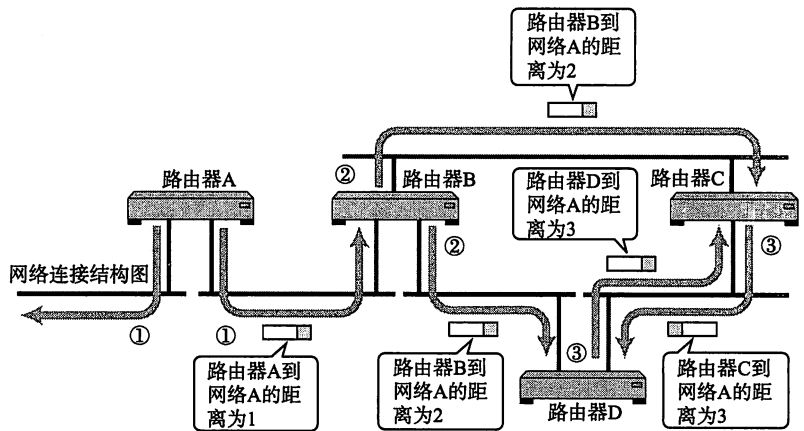 路由器B到
网络A的距
离为2
路由器A
②
路由器B
路由器D到
网络A的距
离为3
路由器C
②
③
网络连接结构图
①
①
路由器A到
网络A的距
离为1
路由器B到
网络A的距
离为2
③
路由器D
路由器C到
网络A的距
离为3